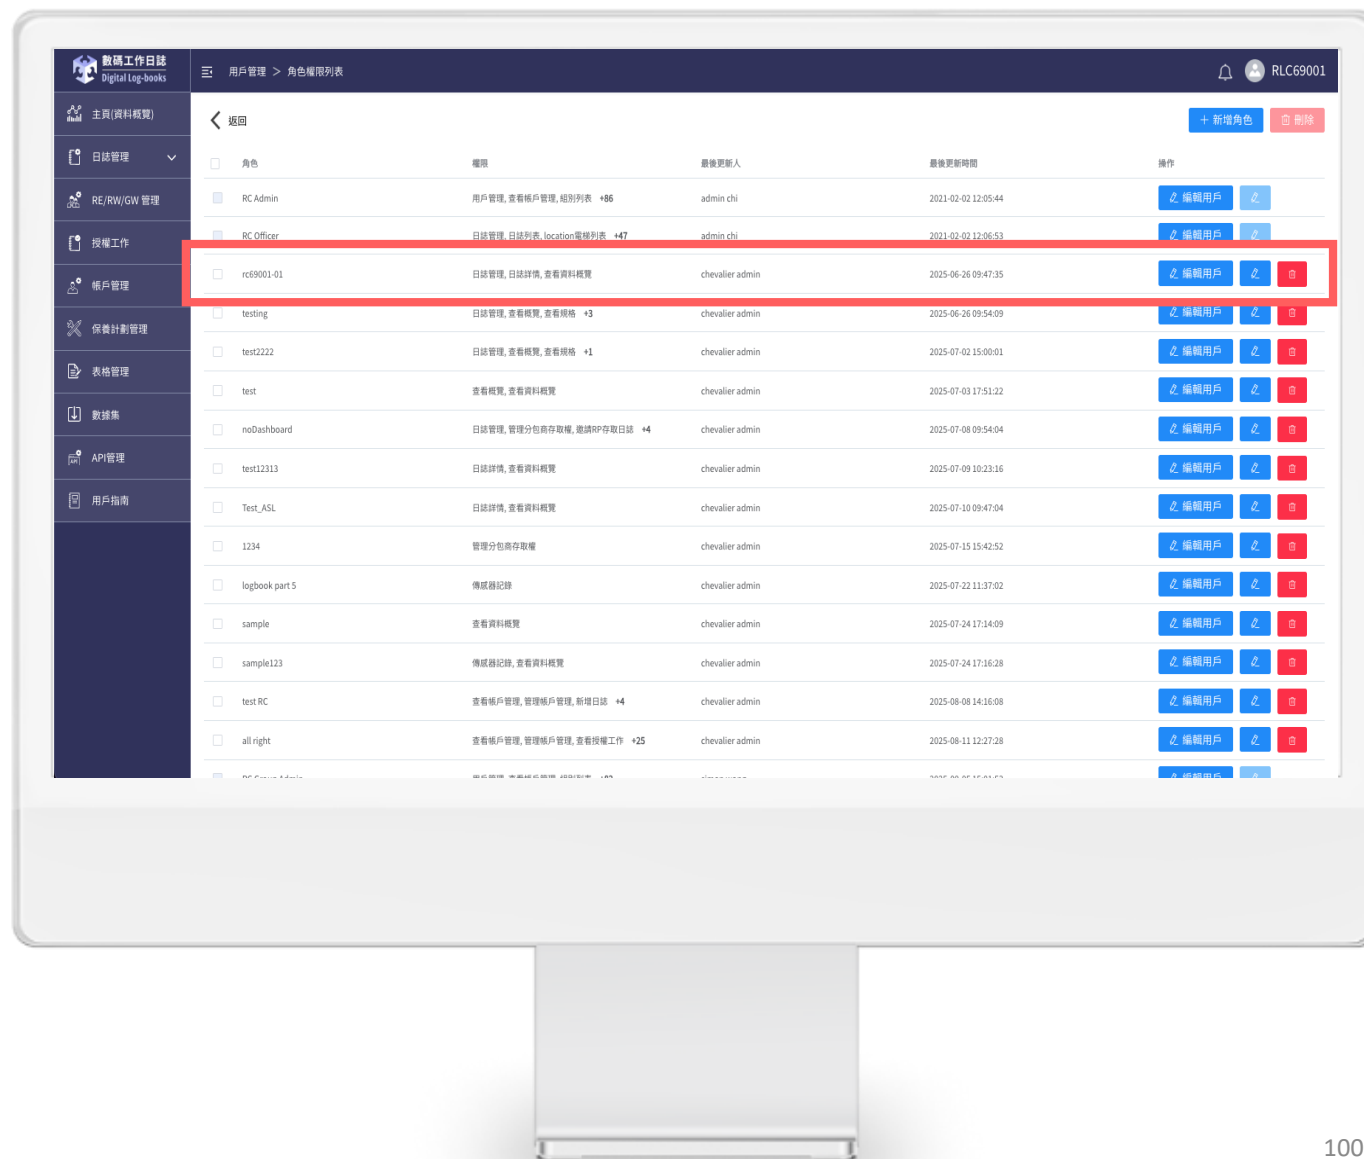 數碼工作日誌
Digital Log-books
用戶管理 > 角色權限列表
RLC69001
主頁(資料概覽)
日誌管理
RE/RW/GW 管理
授權工作
帳戶管理
保養計劃管理
表格管理
數據集
API管理
用戶指南
返回
+ 新增角色 刪除
角色 權限 最後更新人 最後更新時間 操作
RC Admin 用戶管理, 查看帳戶管理, 組別列表 +86 admin chi 2021-02-02 12:05:44 編輯用戶
RC Officer 日誌管理, 日誌列表, location電梯列表 +47 admin chi 2021-02-02 12:06:53 編輯用戶
rc69001-01 日誌管理, 日誌詳情, 查看資料概覽 chevalier admin 2025-06-26 09:47:35 編輯用戶
testing 日誌管理, 查看概覽, 查看規格 +3 chevalier admin 2025-06-26 09:54:09 編輯用戶
test2222 日誌管理, 查看概覽, 查看規格 +1 chevalier admin 2025-07-02 15:00:01 編輯用戶
test 查看概覽, 查看資料概覽 chevalier admin 2025-07-03 17:51:22 編輯用戶
noDashboard 日誌管理, 管理分包商存取權, 邀請RP存取日誌 +4 chevalier admin 2025-07-08 09:54:04 編輯用戶
test12313 日誌詳情, 查看資料概覽 chevalier admin 2025-07-09 10:23:16 編輯用戶
Test_ASL 日誌詳情, 查看資料概覽 chevalier admin 2025-07-10 09:47:04 編輯用戶
1234 管理分包商存取權 chevalier admin 2025-07-15 15:42:52 編輯用戶
logbook part 5 傳感器記錄 chevalier admin 2025-07-22 11:37:02 編輯用戶
sample 查看資料概覽 chevalier admin 2025-07-24 17:14:09 編輯用戶
sample123 傳感器記錄, 查看資料概覽 chevalier admin 2025-07-24 17:16:28 編輯用戶
test RC 查看帳戶管理, 管理帳戶管理, 新增日誌 +4 chevalier admin 2025-08-08 14:16:08 編輯用戶
all right 查看帳戶管理, 管理帳戶管理, 查看授權工作 +25 chevalier admin 2025-08-11 12:27:28 編輯用戶
100